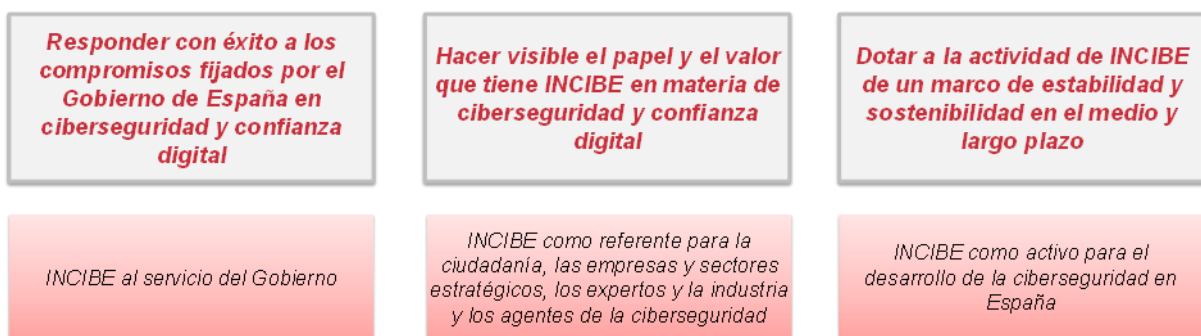 Responder con éxito a los
compromisos fijados por el
Gobierno de España en
ciberseguridad y confianza
digital
Hacer visible el papel y el valor
que tiene INCIBE en materia de
ciberseguridad y confianza
digital
Dotar a la actividad de INCIBE
de un marco de estabilidad y
sostenibilidad en el medio y
largo plazo
INCIBE al servicio del Gobierno
INCIBE como referente para la
ciudadanía, las empresas y sectores
estratégicos, los expertos y la industria
y los agentes de la ciberseguridad
INCIBE como activo para el
desarrollo de la ciberseguridad en
España